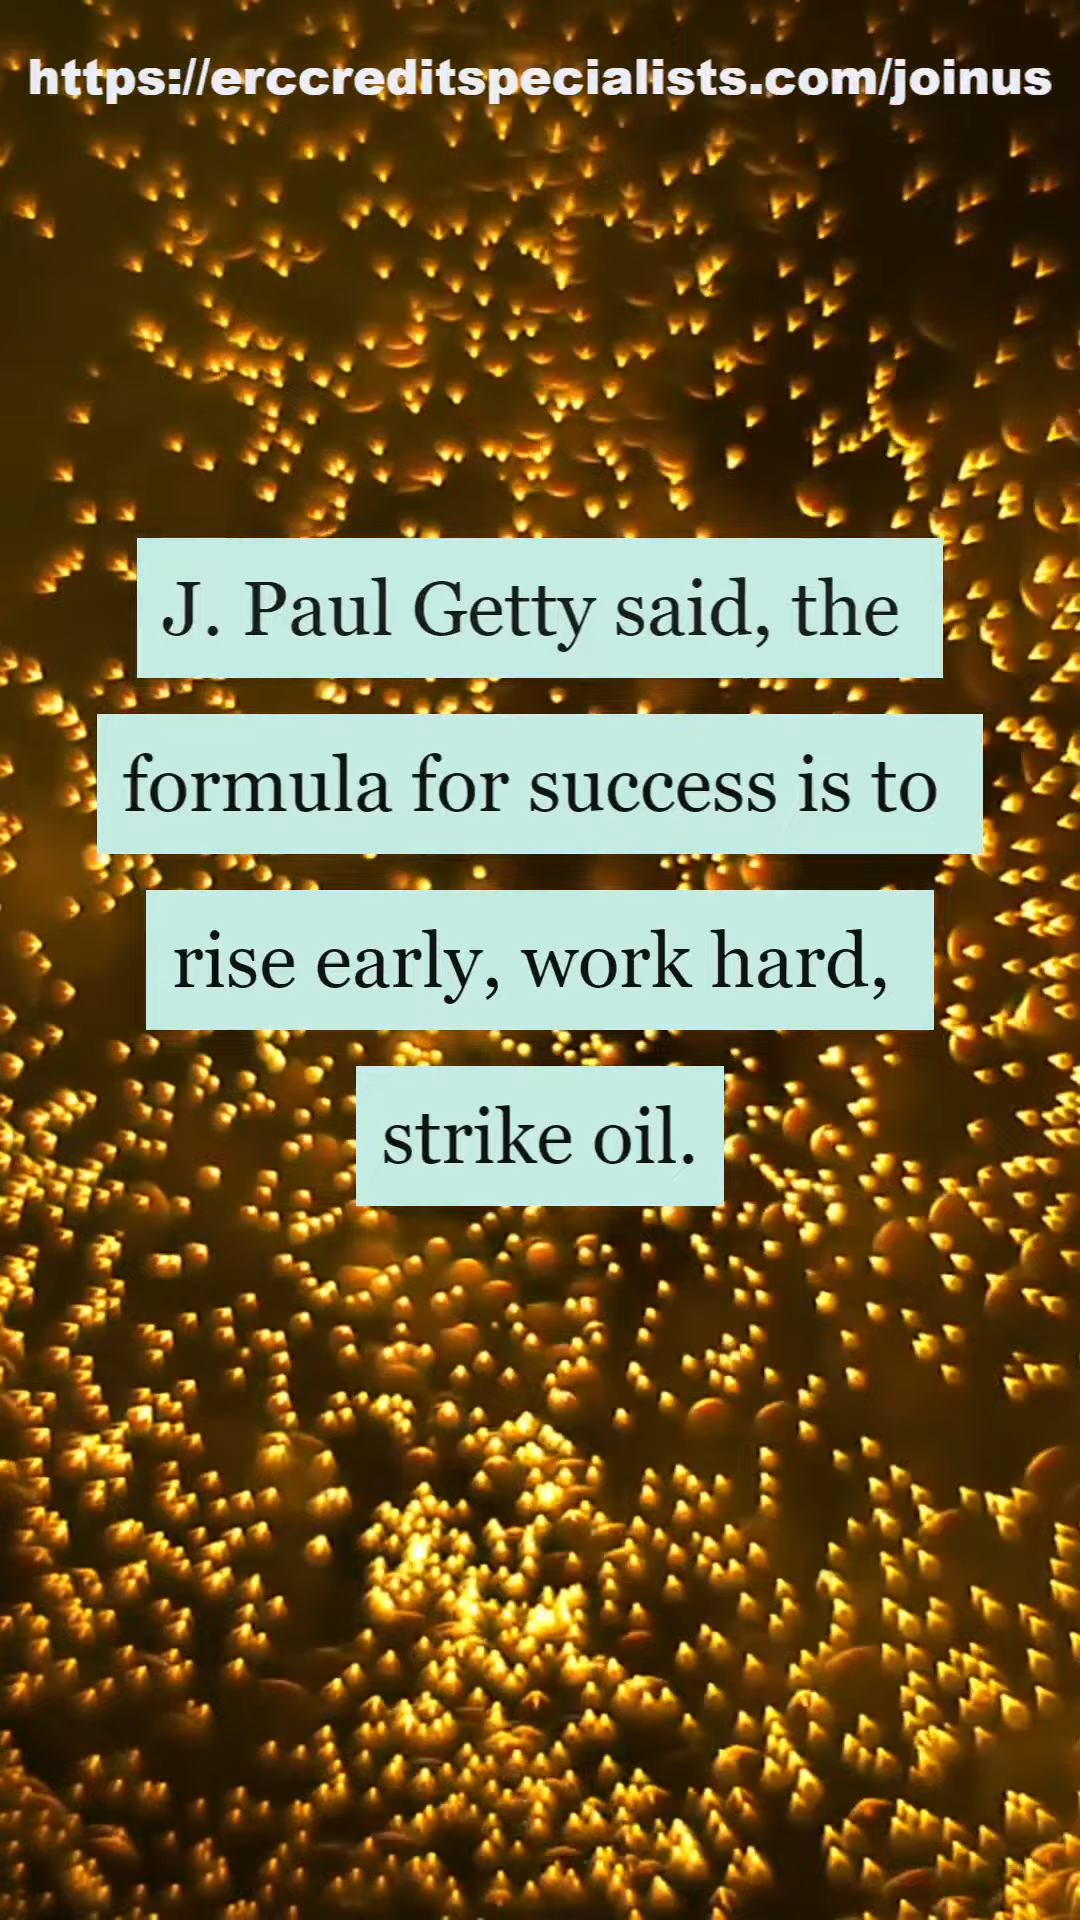 https://erccreditspecialists.com/joinus
J. Paul Getty said, the
formula for success is to
rise early, work hard,
strike oil.